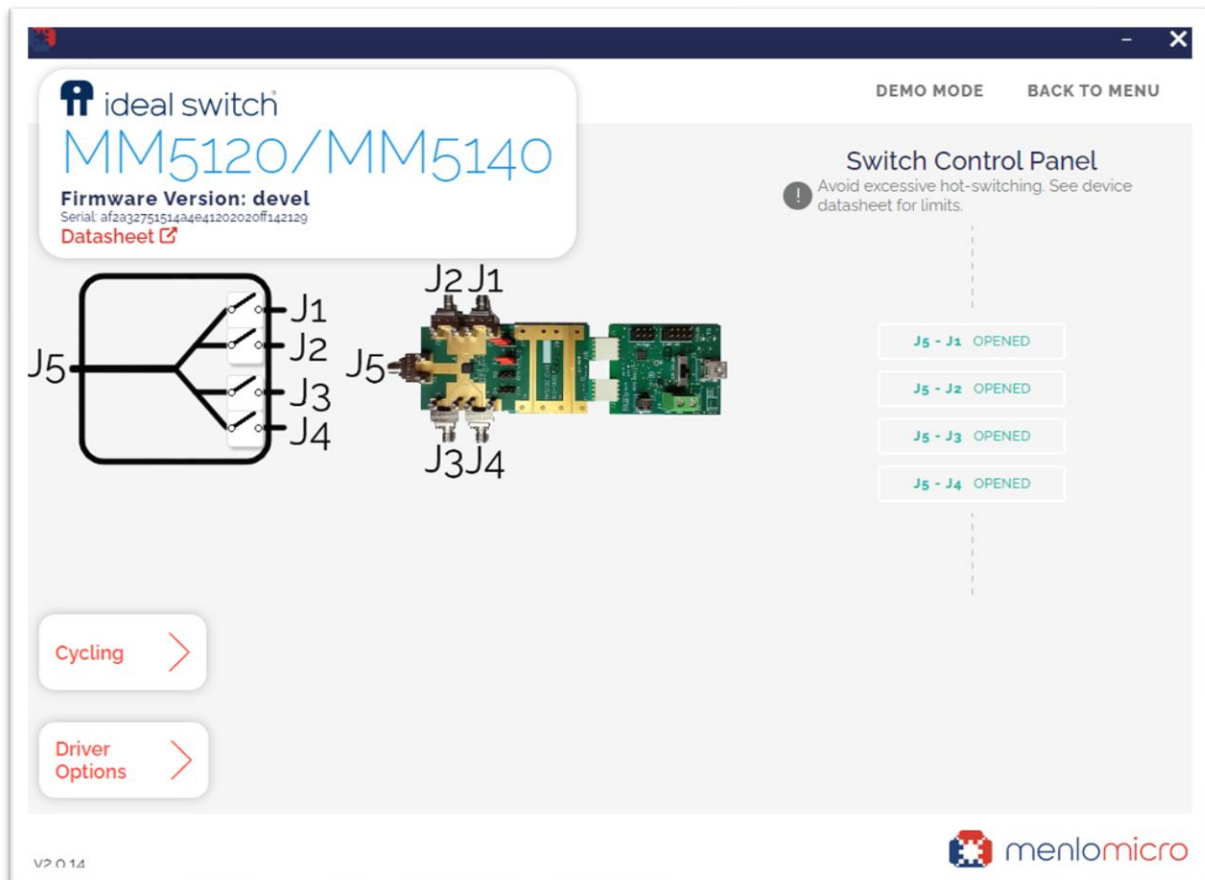 DEMO MODE
BACK TO MENU
ideal switch
MM5120/MM5140
Firmware Version: devel
Serial: af2a32751514a4e41202020ff142129
Datasheet
Switch Control Panel
! Avoid excessive hot-switching. See device
datasheet for limits.
J5
J1
J2
J3
J4
J2 J1
J5
J3 J4
J5 - J1 OPENED
J5 - J2 OPENED
J5 - J3 OPENED
J5 - J4 OPENED
Cycling
Driver
Options
V2.0.14
menlomicro